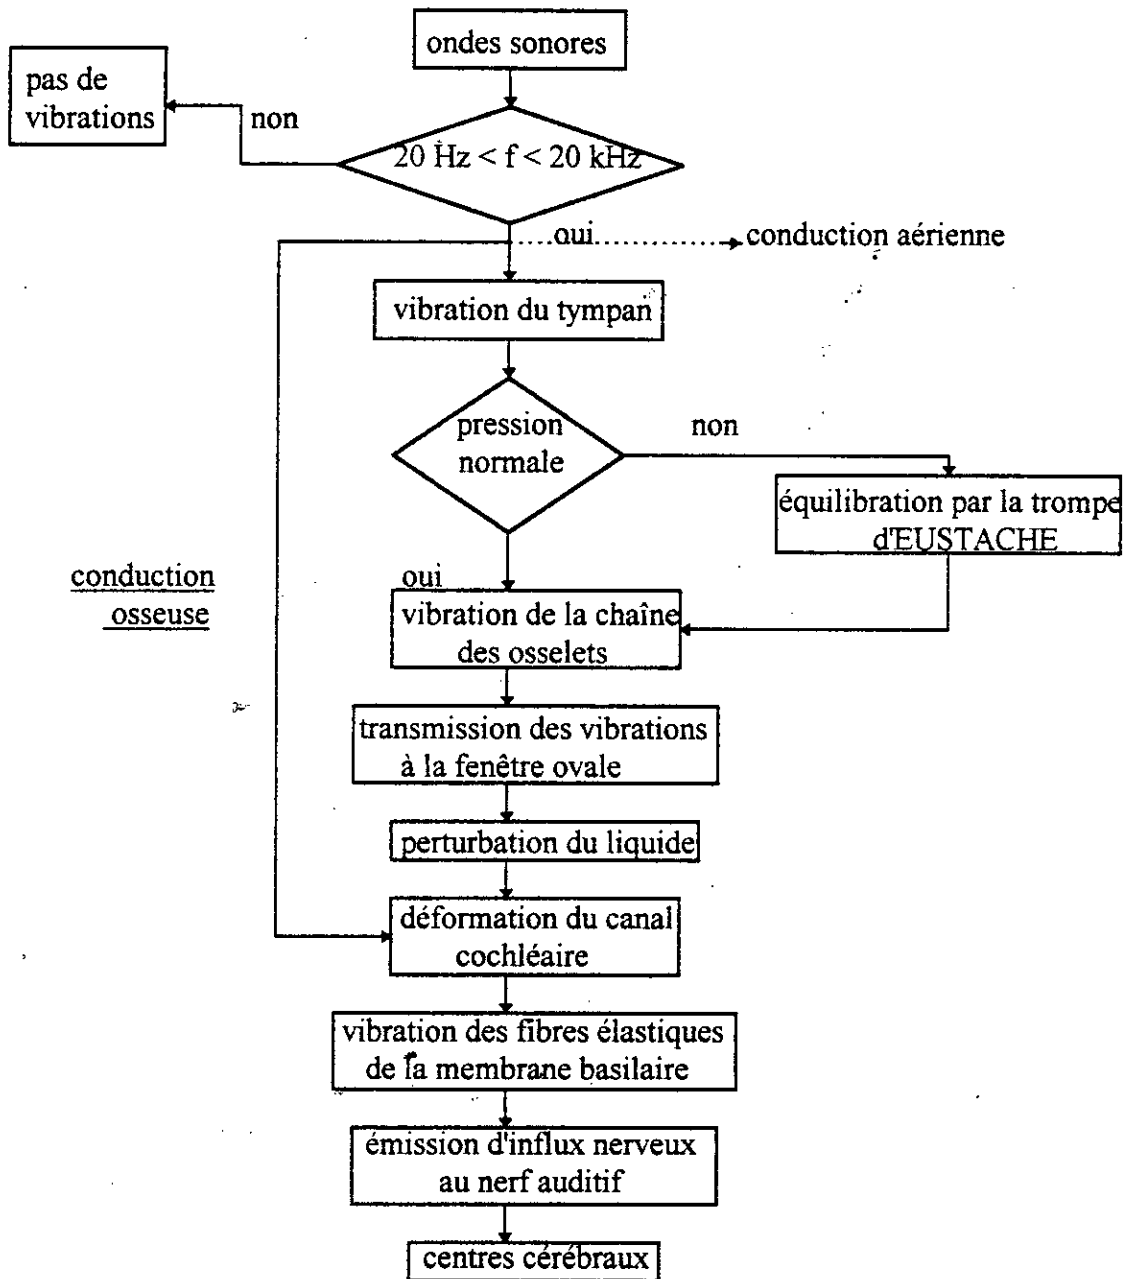 ondes sonores
pas de
vibrations
non
20 Hz < f < 20 kHz
oui
conduction aérienne
vibration du tympan
pression
normale
non
équilibration par la trompe
d'EUSTACHE
conduction
osseuse
oui
vibration de la chaîne
des osselets
transmission des vibrations
à la fenêtre ovale
perturbation du liquide
déformation du canal
cochléaire
vibration des fibres élastiques
de la membrane basilaire
émission d'influx nerveux
au nerf auditif
centres cérébraux